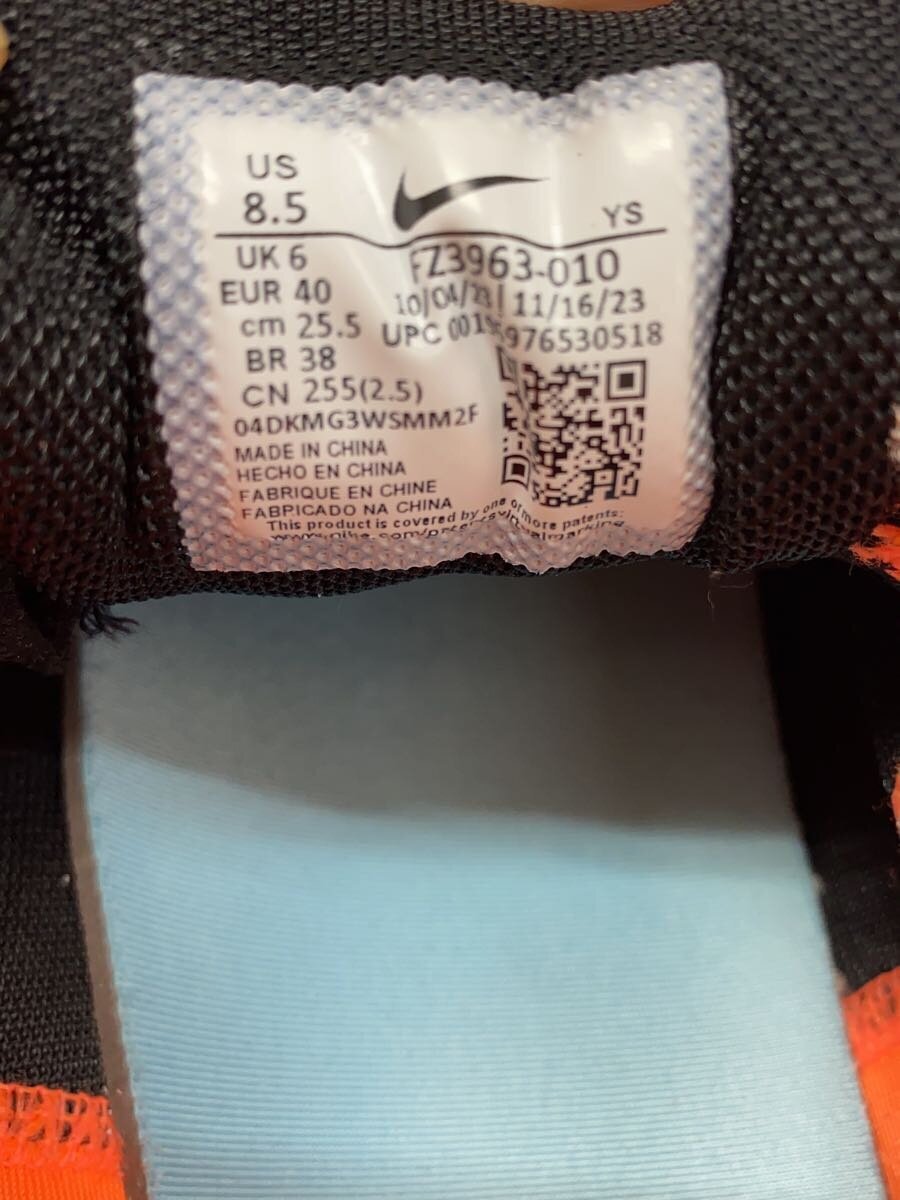 US
8.5
YS
UK 6
FZ3963-010
EUR 40
10/04/23 | 11/16/23
cm 25.5
UPC 976530518
BR 38
CN 255(2.5)
04DKMG3WSMM2F
MADE IN CHINA
HECHO EN CHINA
FABRIQUE EN CHINE
FABRICADO NA CHINA
This product is covered by one or more patents: